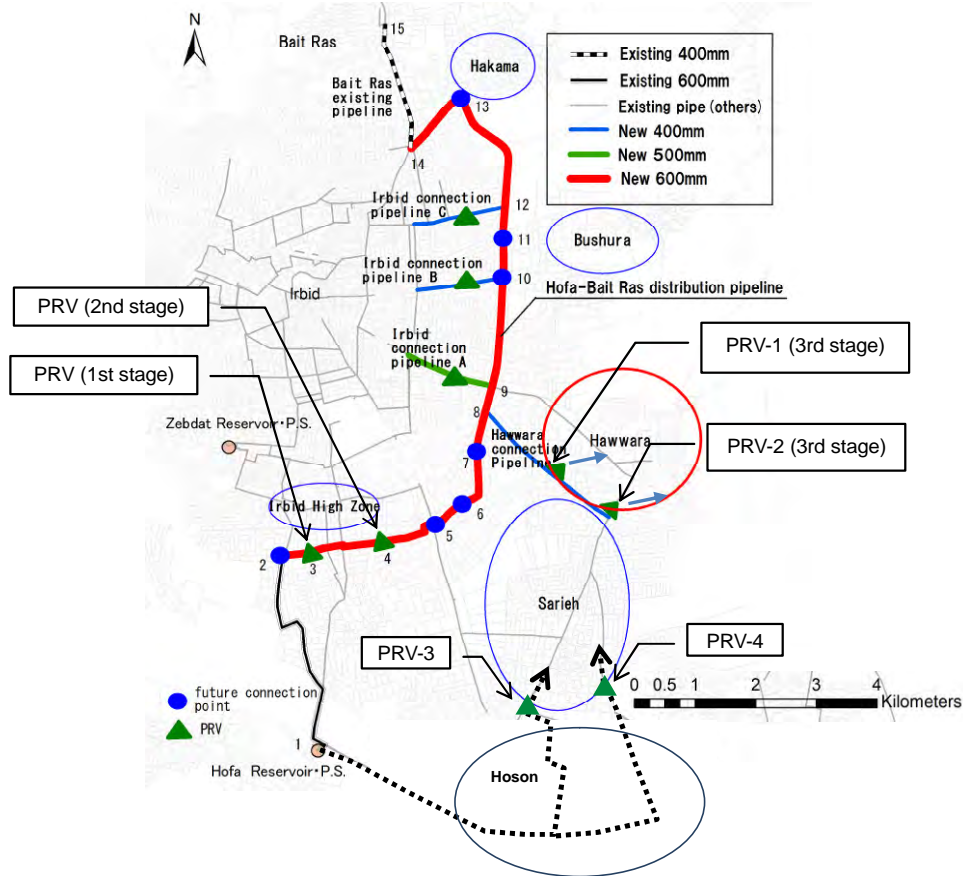 N
15
Bait Ras
Hakama
Bait Ras
existing
pipeline
13
14
Existing 400mm
Existing 600mm
Existing pipe (others)
New 400mm
New 500mm
New 600mm
Irbid connection
pipeline C
12
11
Bushura
Irbid connection
pipeline B
10
Irbid
Hofa-Bait Ras distribution pipeline
PRV (2nd stage)
PRV (1st stage)
Irbid
connection
pipeline A
9
8
PRV-1 (3rd stage)
Zebdat Reservoir・P.S.
Hawwara
connection
Pipeline
Hawwara
PRV-2 (3rd stage)
7
Irbid High Zone
6
5
2
3
4
Sarieh
PRV-3
PRV-4
0 0.5 1 2 3 4
Kilometers
future connection
point
PRV
1
Hofa Reservoir・P.S.
Hoson